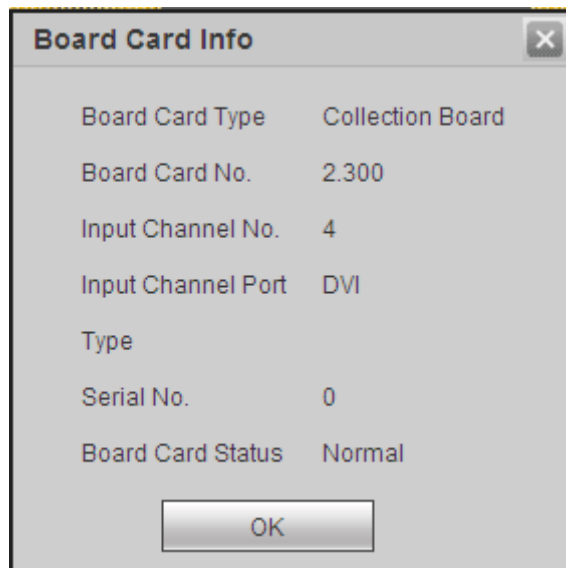 Board Card Info
Board Card Type Collection Board
Board Card No. 2.300
Input Channel No. 4
Input Channel Port DVI
Type
Serial No. 0
Board Card Status Normal
OK